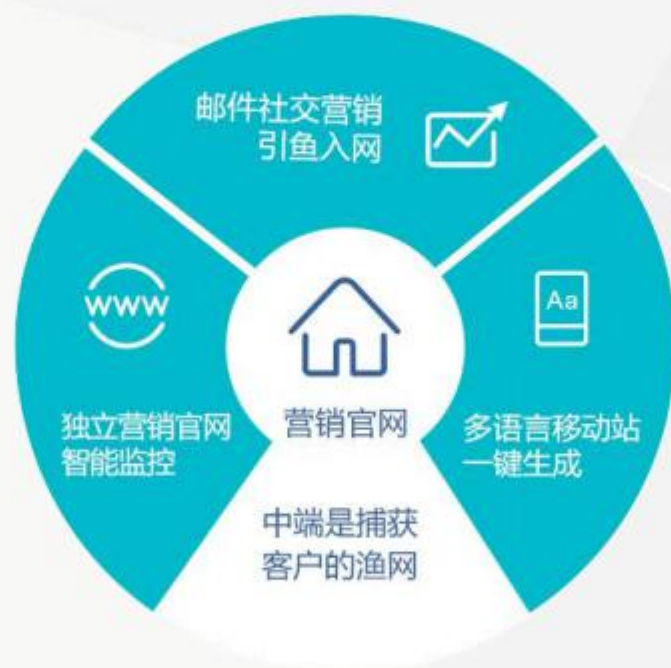 邮件社交营销
引鱼入网
www
Aa
独立营销官网
智能监控
营销官网
多语言移动站
一键生成
中端是捕获
客户的渔网